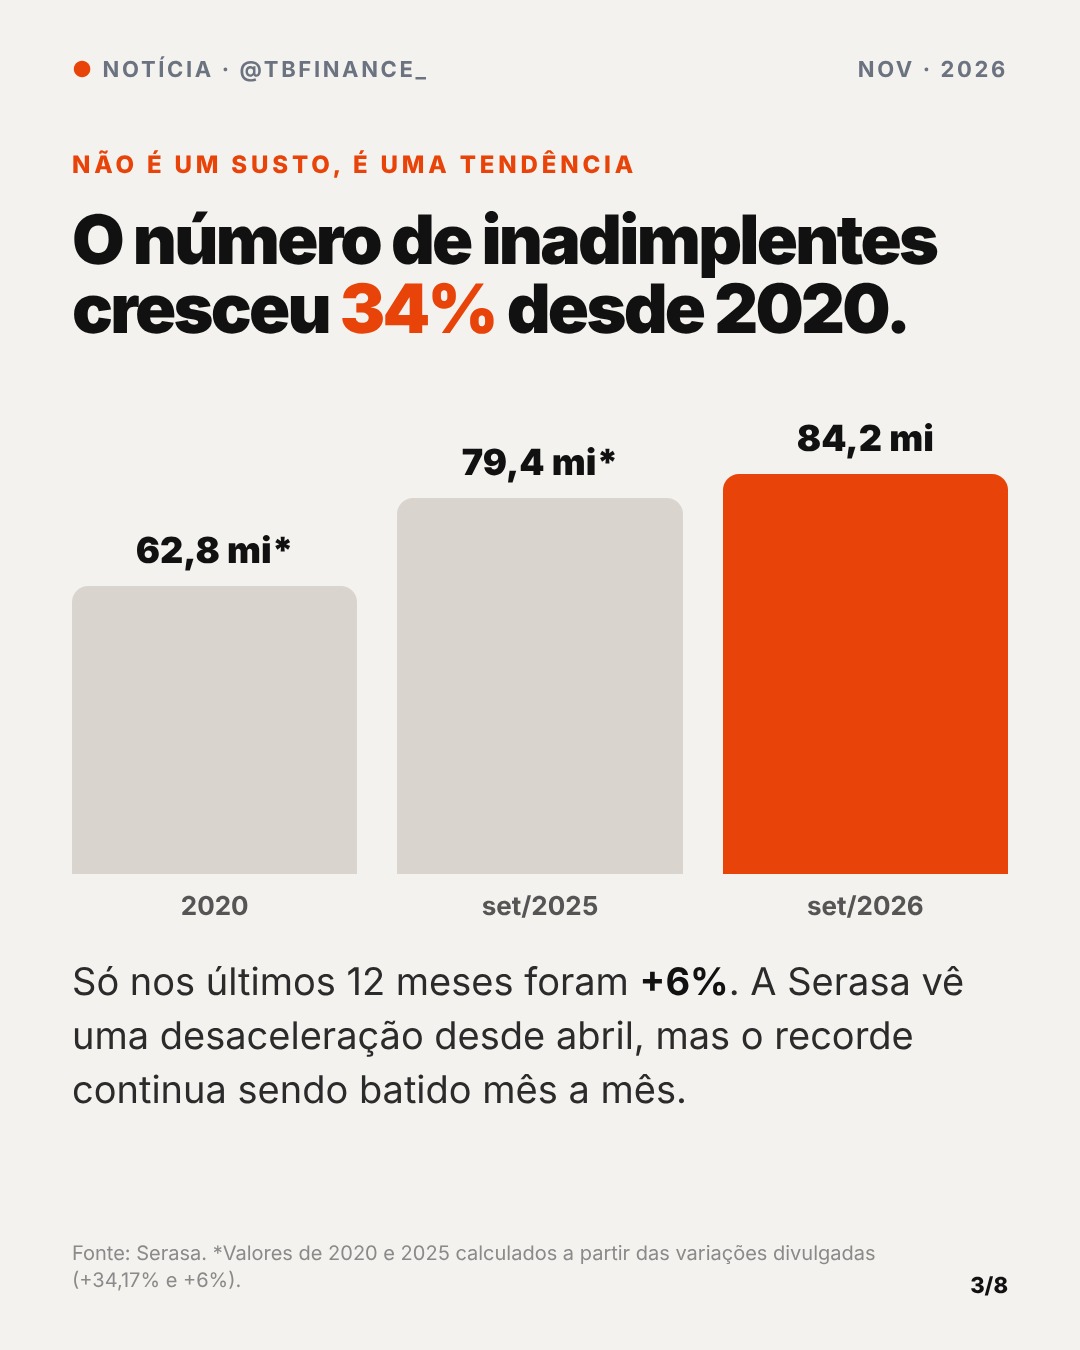 NOTÍCIA · @TBFINANCE_
NOV · 2026
NÃO É UM SUSTO, É UMA TENDÊNCIA
O número de inadimplentes
cresceu 34% desde 2020.
62,8 mi*
79,4 mi*
84,2 mi
2020
set/2025
set/2026
Só nos últimos 12 meses foram +6%. A Serasa vê
uma desaceleração desde abril, mas o recorde
continua sendo batido mês a mês.
Fonte: Serasa. *Valores de 2020 e 2025 calculados a partir das variações divulgadas
(+34,17% e +6%).
3/8